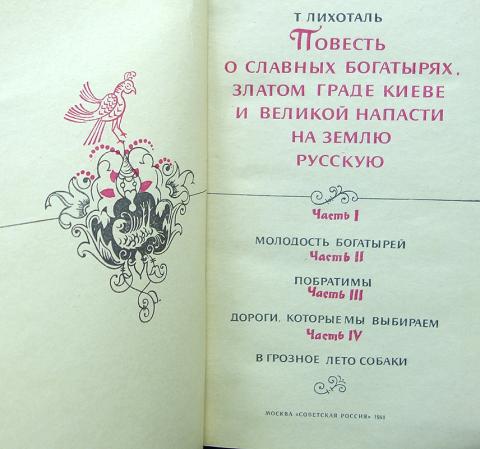 Т ЛИХОТАЛЬ
ПОВЕСТЬ
О СЛАВНЫХ БОГАТЫРЯХ,
ЗЛАТОМ ГРАДЕ КИЕВЕ
И ВЕЛИКОЙ НАПАСТИ
НА ЗЕМЛЮ
РУССКУЮ
Часть I
МОЛОДОСТЬ БОГАТЫРЕЙ
Часть II
ПОБРАТИМЫ
Часть III
ДОРОГИ, КОТОРЫЕ МЫ ВЫБИРАЕМ
Часть IV
В ГРОЗНОЕ ЛЕТО СОБАКИ
МОСКВА «СОВЕТСКАЯ РОССИЯ»